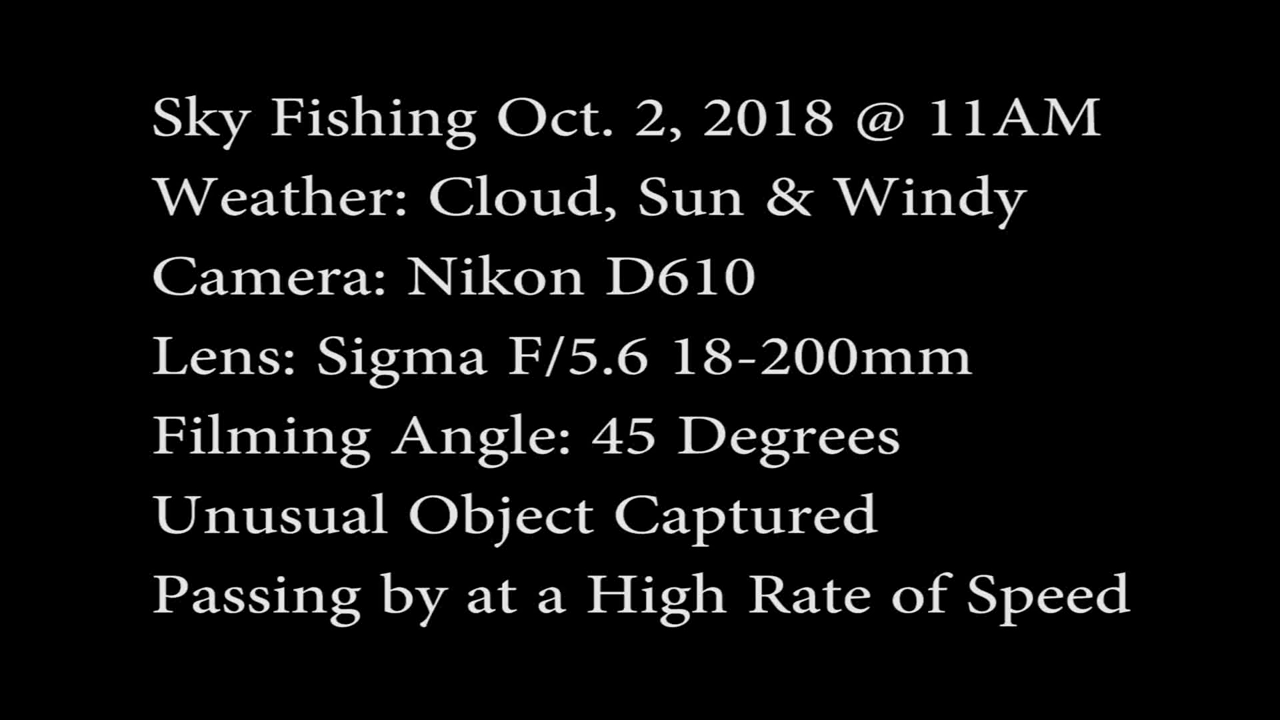 Sky Fishing Oct. 2, 2018 @ 11AM
Weather: Cloud, Sun & Windy
Camera: Nikon D610
Lens: Sigma F/5.6 18-200mm
Filming Angle: 45 Degrees
Unusual Object Captured
Passing by at a High Rate of Speed